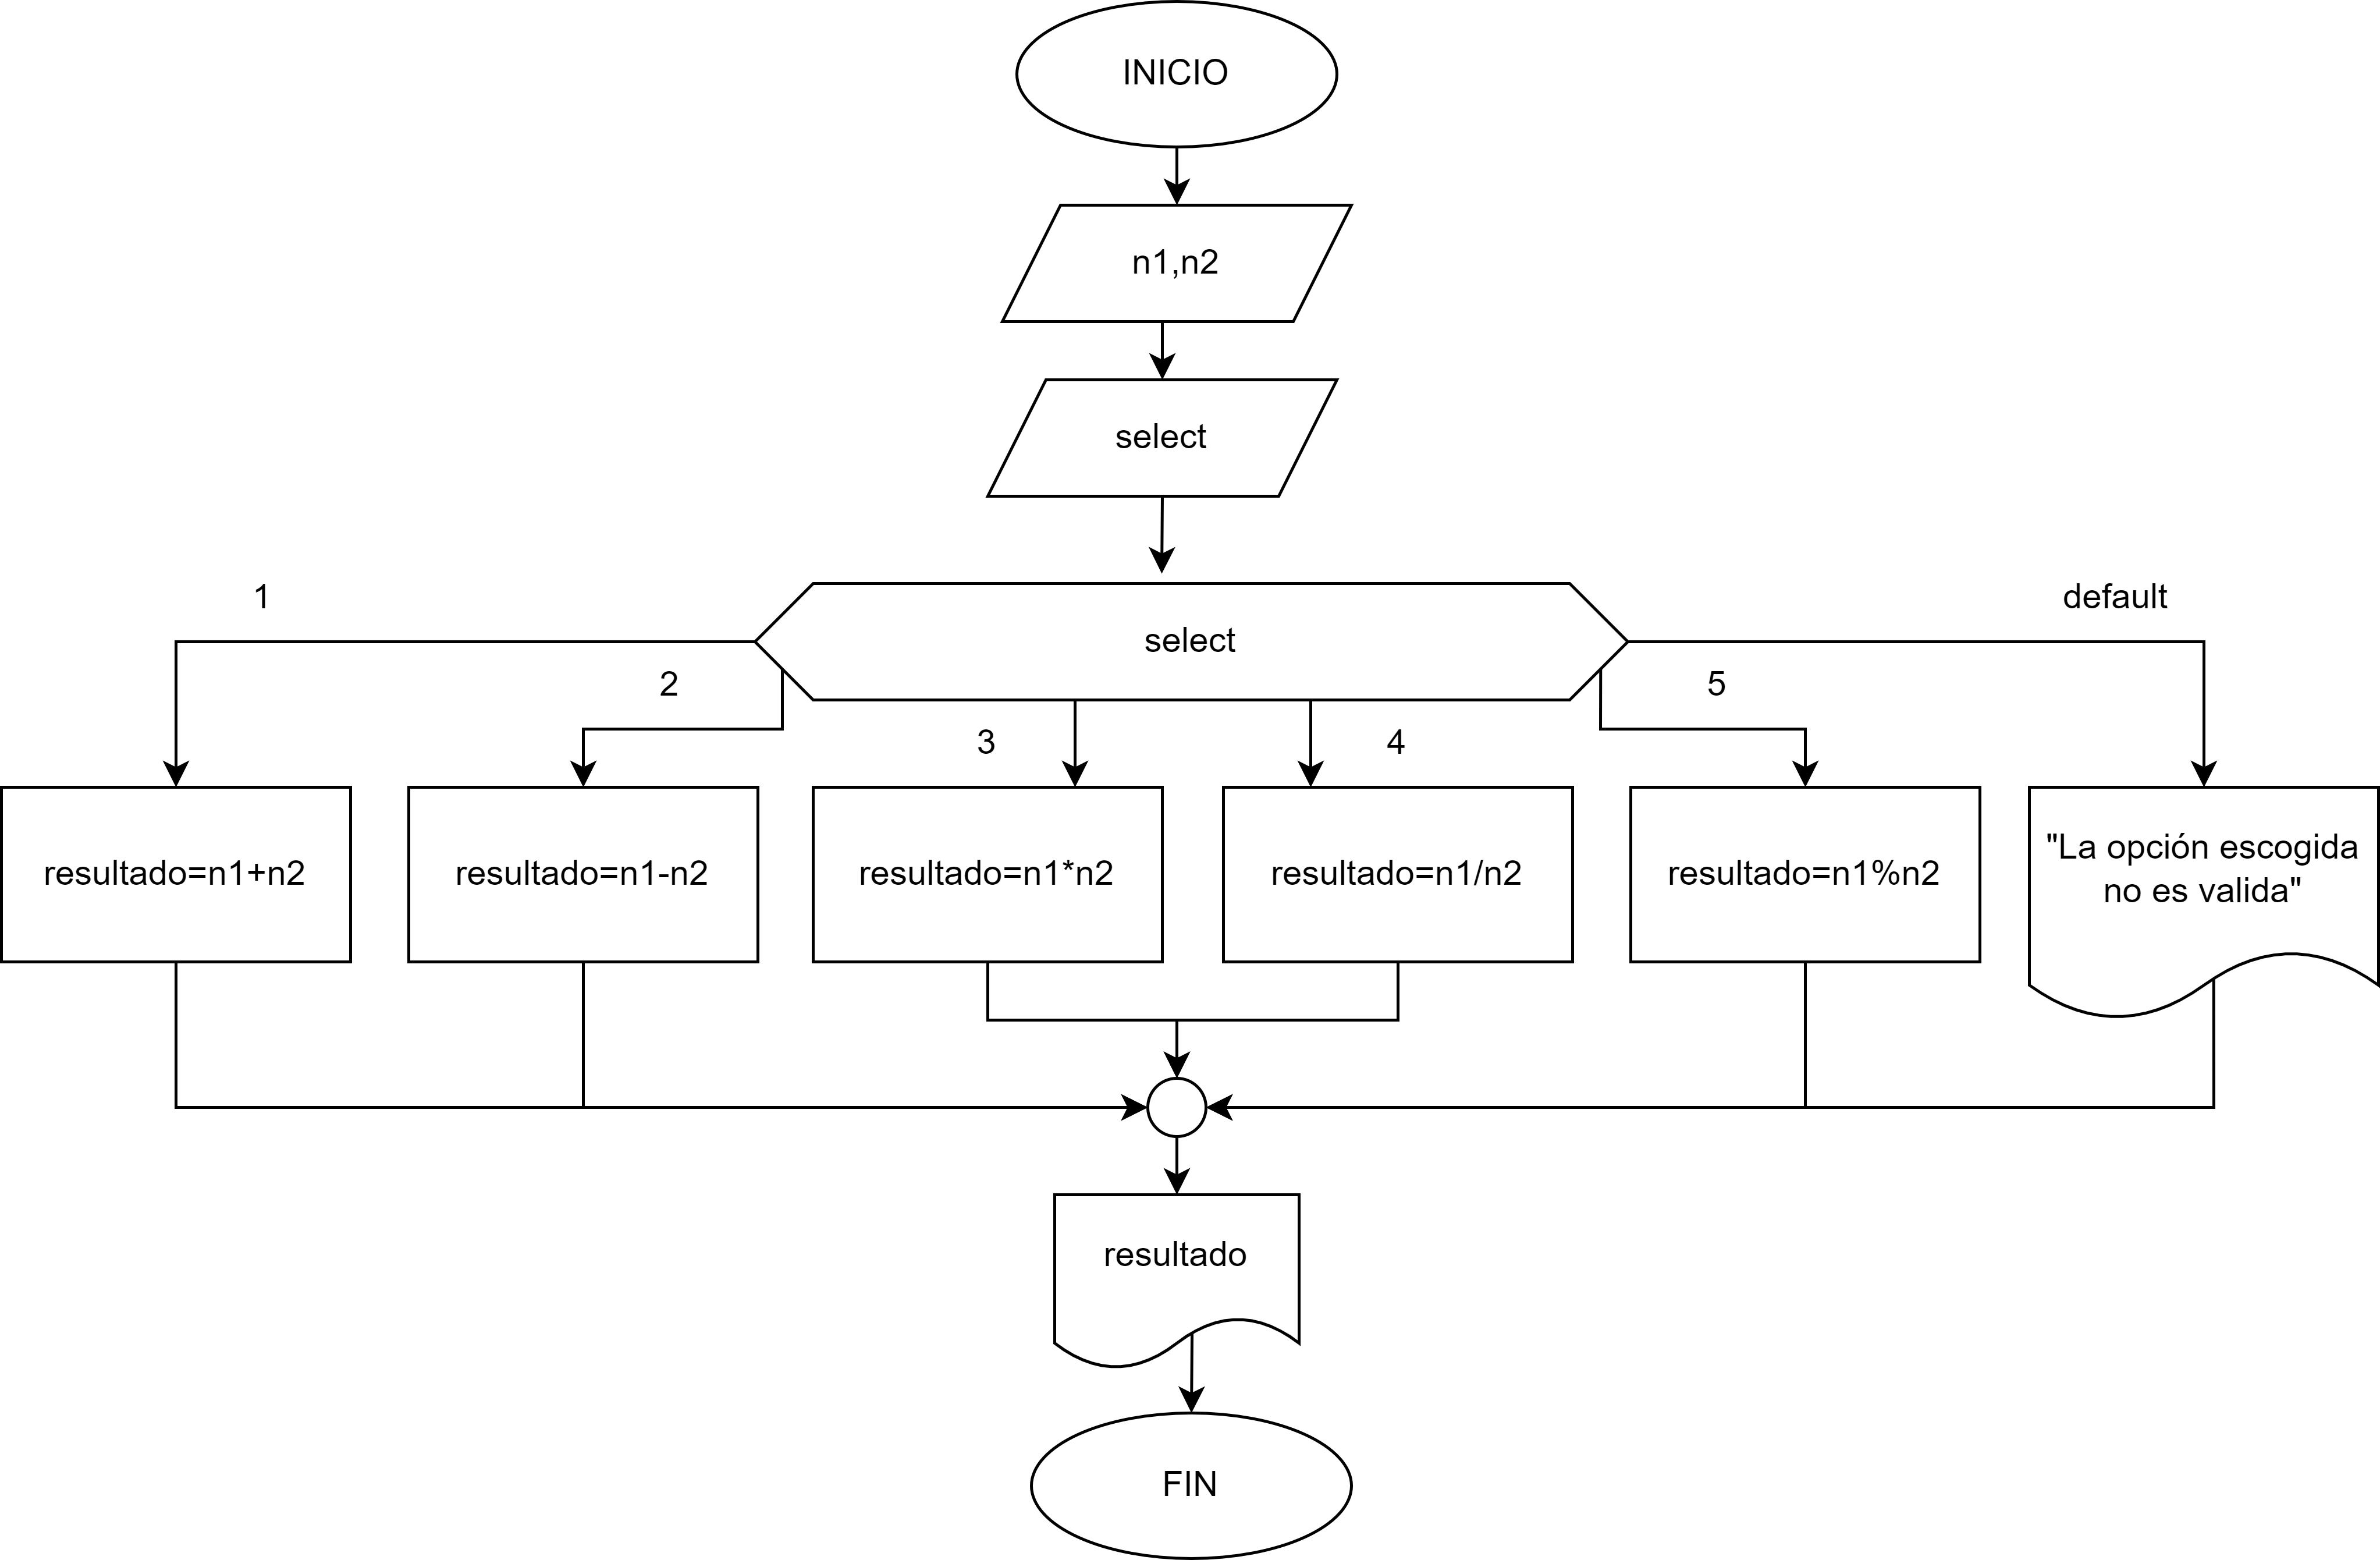 INICIO
n1,n2
select
select
1
2
3
4
5
default
resultado=n1+n2
resultado=n1-n2
resultado=n1*n2
resultado=n1/n2
resultado=n1%n2
"La opción escogida
no es valida"
resultado
FIN